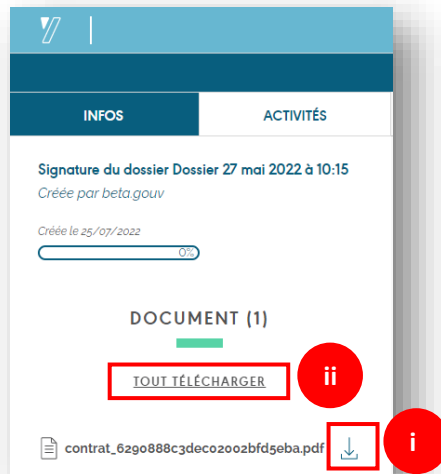 INFOS
ACTIVITÉS
Signature du dossier Dossier 27 mai 2022 à 10:15
Créée par beta.gouv
Créée le 25/07/2022
0%
DOCUMENT (1)
TOUT TÉLÉCHARGER
ii
contrat_6290888c3dec02002bfd5eba.pdf
i